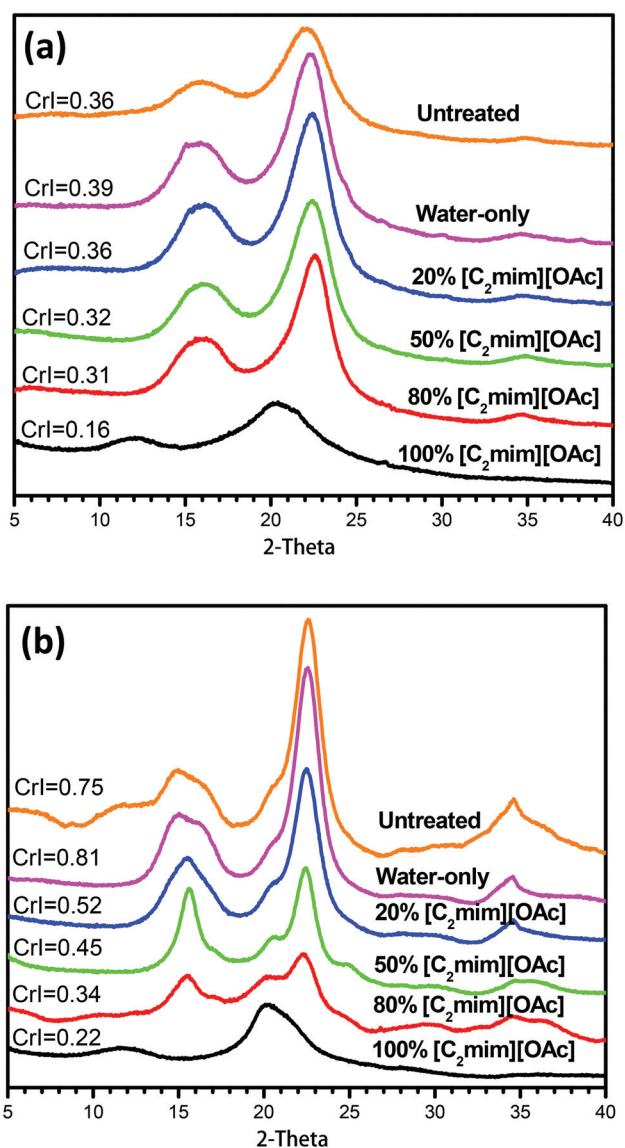 (a)
CrI=0.36
Untreated
CrI=0.39
Water-only
CrI=0.36
20% [C₂mim][OAc]
CrI=0.32
50% [C₂mim][OAc]
CrI=0.31
80% [C₂mim][OAc]
CrI=0.16
100% [C₂mim][OAc]
5 10 15 20 25 30 35 40
2-Theta
(b)
CrI=0.75
Untreated
CrI=0.81
Water-only
CrI=0.52
20% [C₂mim][OAc]
CrI=0.45
50% [C₂mim][OAc]
CrI=0.34
80% [C₂mim][OAc]
CrI=0.22
100% [C₂mim][OAc]
5 10 15 20 25 30 35 40
2-Theta